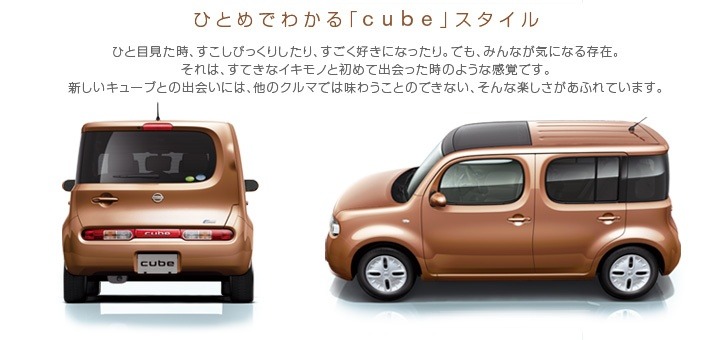 ひとめでわかる「cube」スタイル
ひと目見た時、すこしびっくりしたり、すごく好きになったり。でも、みんなが気になる存在。
それは、すてきなイキモノと初めて出会った時のような感覚です。
新しいキューブとの出会いには、他のクルマでは味わうことのできない、そんな楽しさがあふれています。
cube
cube